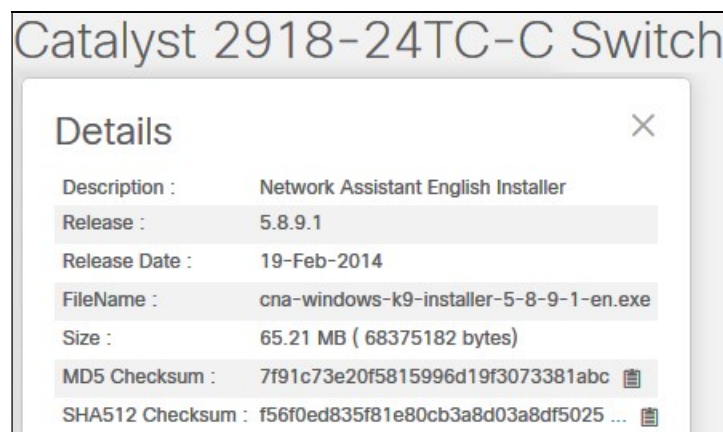 Catalyst 2918-24TC-C Switch
Details
Description : Network Assistant English Installer
Release : 5.8.9.1
Release Date : 19-Feb-2014
FileName : cna-windows-k9-installer-5-8-9-1-en.exe
Size : 65.21 MB ( 68375182 bytes)
MD5 Checksum : 7f91c73e20f5815996d19f3073381abc
SHA512 Checksum : f56f0ed835f81e80cb3a8d03a8df5025 ...